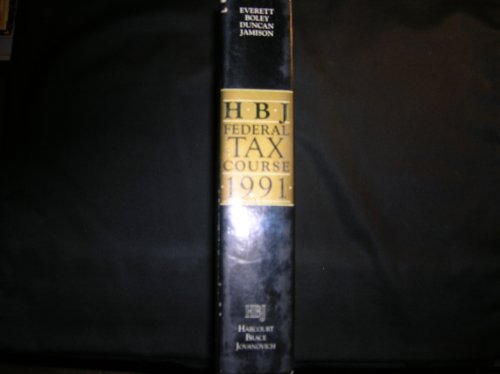 EVERETT
BOLEY
DUNCAN
JAMISON
H·B·J
FEDERAL
TAX
COURSE
·1991·
HBJ
HARCOURT
BRACE
JOVANOVICH